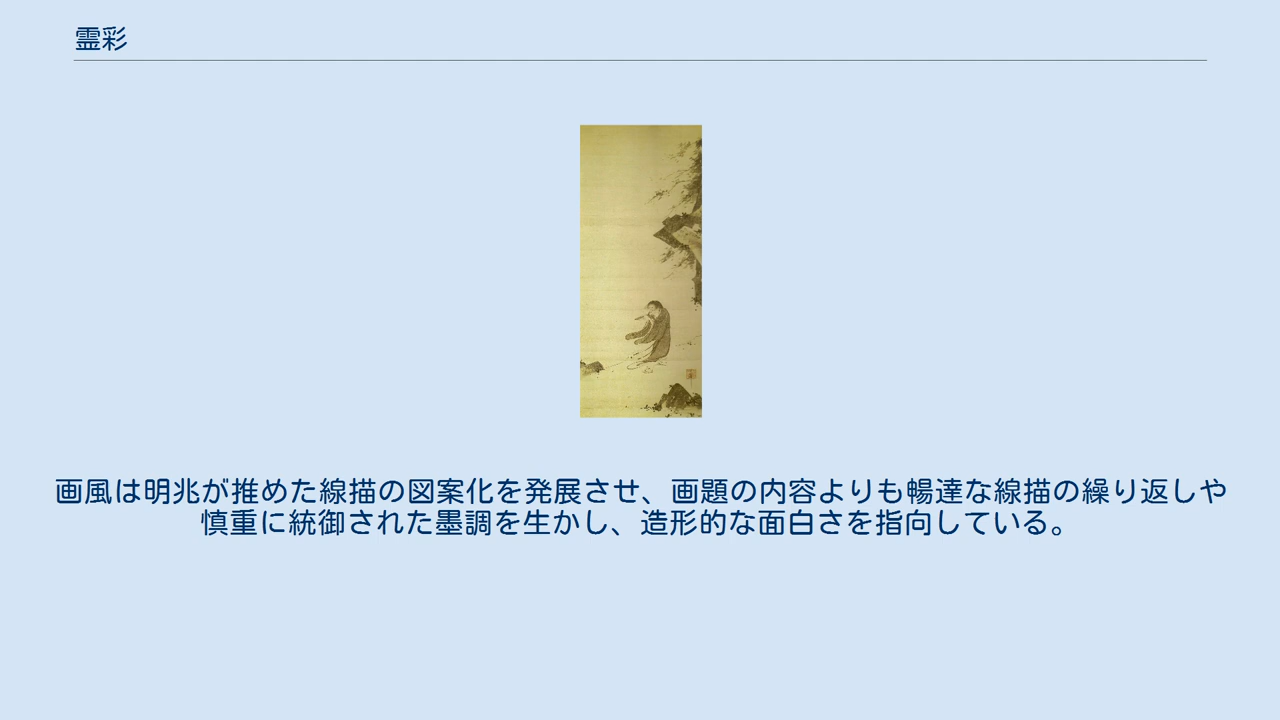 霊彩
画風は明兆が推めた線描の図案化を発展させ、画題の内容よりも暢達な線描の繰り返しや
慎重に統御された墨調を生かし、造形的な面白さを指向している。